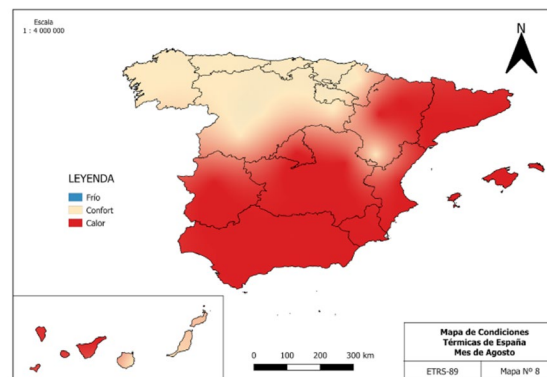 Escala
1 : 4 000 000
N
LEYENDA
Frío
Confort
Calor
0 100 200 300 km
Mapa de Condiciones
Térmicas de España
Mes de Agosto
ETRS-89 Mapa Nº 8